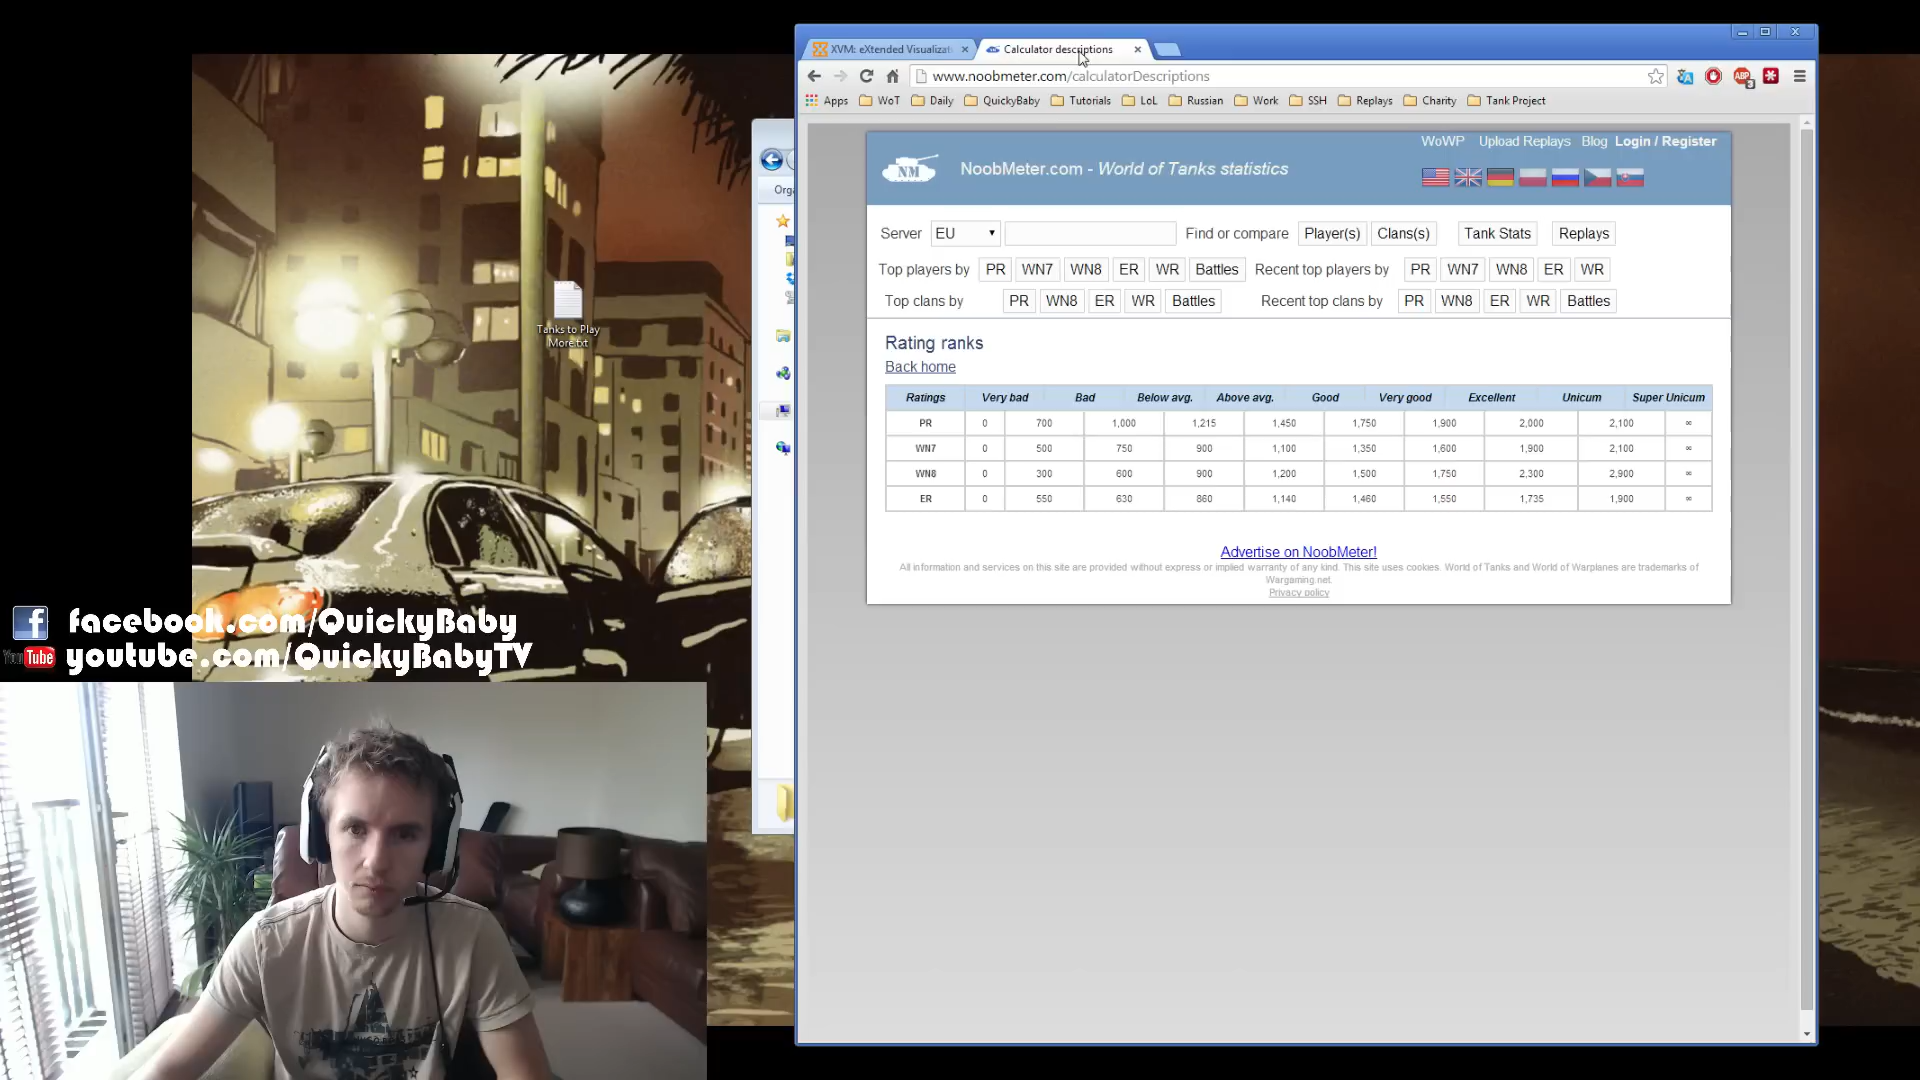 XVM: eXtended Visualizat
Calculator descriptions
www.noobmeter.com/calculatorDescriptions
ABP
3
Apps WoT Daily QuickyBaby Tutorials LoL Russian Work SSH Replays Charity Tank Project
Orga
NM
NoobMeter.com - World of Tanks statistics
WoWP Upload Replays Blog Login / Register
Server EU Find or compare Player(s) Clans(s) Tank Stats Replays
Top players by PR WN7 WN8 ER WR Battles Recent top players by PR WN7 WN8 ER WR
Top clans by PR WN8 ER WR Battles Recent top clans by PR WN8 ER WR Battles
Tanks to Play
More.txt
Rating ranks
Back home
Ratings Very bad Bad Below avg. Above avg. Good Very good Excellent Unicum Super Unicum
PR 0 700 1,000 1,215 1,450 1,750 1,900 2,000 2,100 ∞
WN7 0 500 750 900 1,100 1,350 1,600 1,900 2,100 ∞
WN8 0 300 600 900 1,200 1,500 1,750 2,300 2,900 ∞
ER 0 550 630 860 1,140 1,460 1,550 1,735 1,900 ∞
Advertise on NoobMeter!
All information and services on this site are provided without express or implied warranty of any kind. This site uses cookies. World of Tanks and World of Warplanes are trademarks of
Wargaming.net.
Privacy policy
facebook.com/QuickyBaby
YouTube youtube.com/QuickyBabyTV